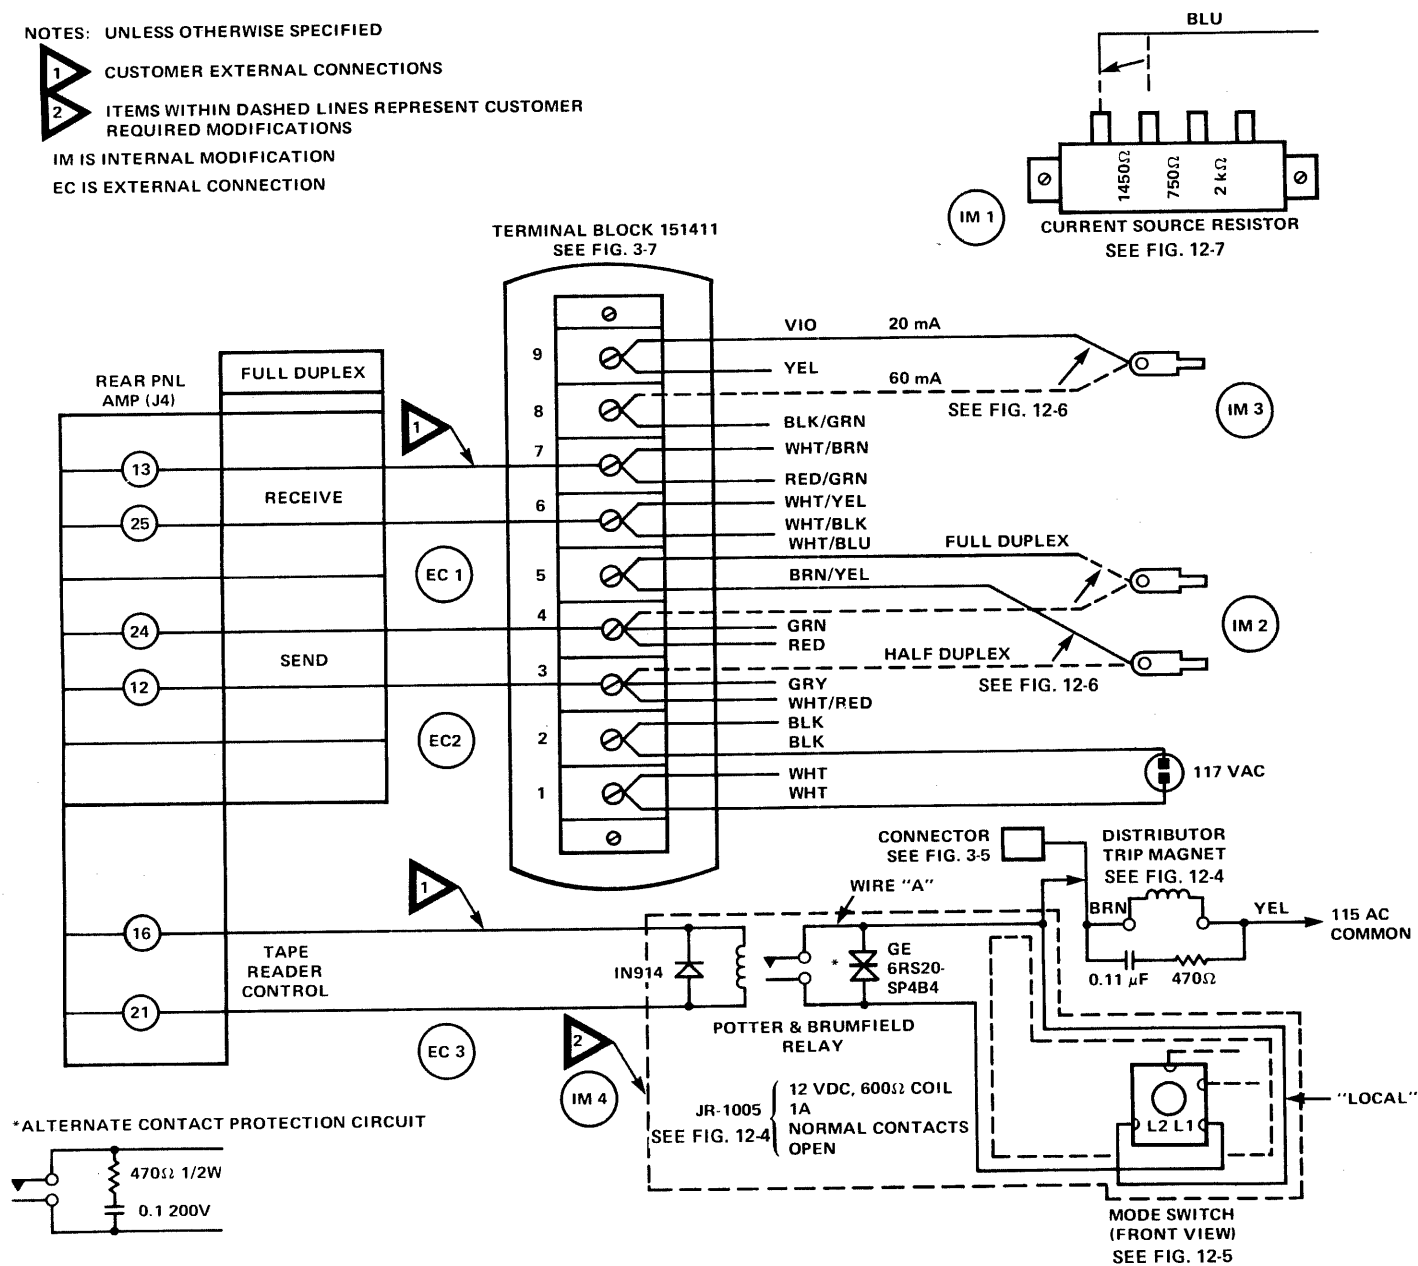 NOTES: UNLESS OTHERWISE SPECIFIED
1 CUSTOMER EXTERNAL CONNECTIONS
2 ITEMS WITHIN DASHED LINES REPRESENT CUSTOMER
REQUIRED MODIFICATIONS
IM IS INTERNAL MODIFICATION
EC IS EXTERNAL CONNECTION
BLU
1450Ω
750Ω
2 kΩ
IM 1
CURRENT SOURCE RESISTOR
SEE FIG. 12-7
TERMINAL BLOCK 151411
SEE FIG. 3-7
REAR PNL
AMP (J4)
FULL DUPLEX
13
25
24
12
16
21
RECEIVE
SEND
TAPE
READER
CONTROL
1
EC 1
EC2
1
EC 3
9
8
7
6
5
4
3
2
1
VIO 20 mA
YEL
60 mA
SEE FIG. 12-6
IM 3
BLK/GRN
WHT/BRN
RED/GRN
WHT/YEL
WHT/BLK
WHT/BLU
FULL DUPLEX
BRN/YEL
GRN
RED
IM 2
HALF DUPLEX
SEE FIG. 12-6
GRY
WHT/RED
BLK
BLK
WHT
WHT
117 VAC
CONNECTOR
SEE FIG. 3-5
DISTRIBUTOR
TRIP MAGNET
SEE FIG. 12-4
WIRE "A"
BRN
YEL
115 AC
COMMON
0.11 µF
470Ω
IN914
*
GE
6RS20-
SP4B4
POTTER & BRUMFIELD
RELAY
2
IM 4
JR-1005
SEE FIG. 12-4
12 VDC, 600Ω COIL
1A
NORMAL CONTACTS
OPEN
L2 L1
"LOCAL"
MODE SWITCH
(FRONT VIEW)
SEE FIG. 12-5
*ALTERNATE CONTACT PROTECTION CIRCUIT
470Ω 1/2W
0.1 200V